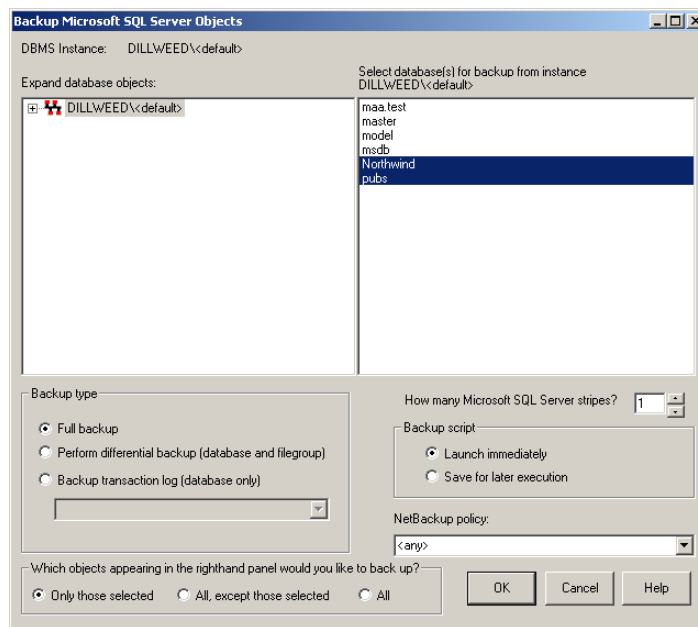 Backup Microsoft SQL Server Objects
DBMS Instance: DILLWEED\<default>
Expand database objects:
Select database(s) for backup from instance
DILLWEED\<default>
DILLWEED\<default>
maa.test
master
model
msdb
Northwind
pubs
Backup type
Full backup
Perform differential backup (database and filegroup)
Backup transaction log (database only)
How many Microsoft SQL Server stripes? 1
Backup script
Launch immediately
Save for later execution
NetBackup policy:
<any>
Which objects appearing in the righthand panel would you like to back up?
Only those selected All, except those selected All
OK Cancel Help